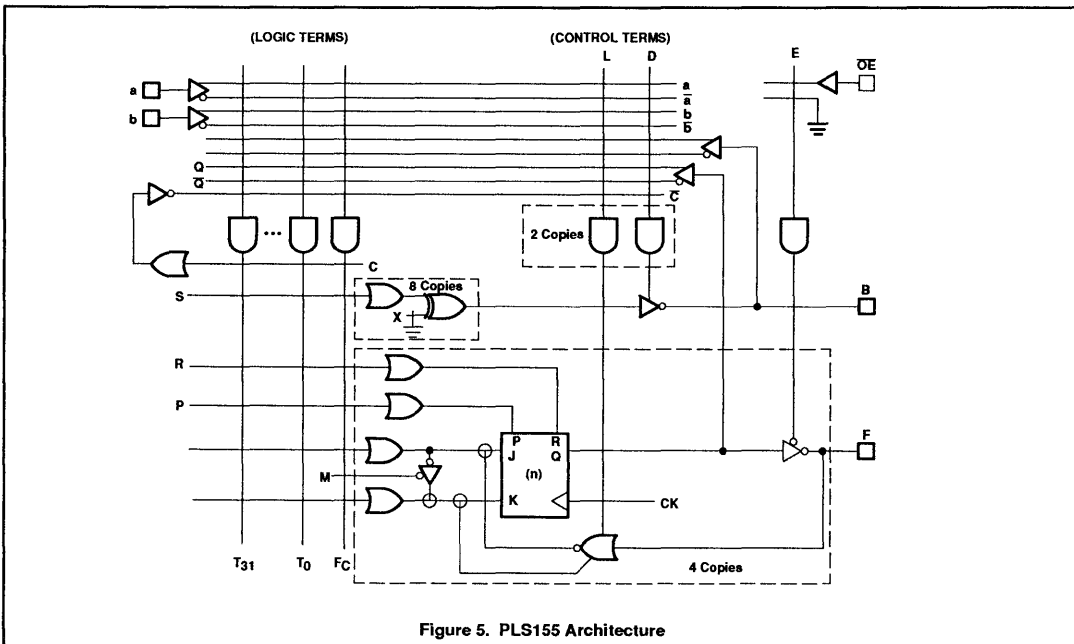 (LOGIC TERMS)
(CONTROL TERMS)
L D
E
OE
a
b
a
a
b
b
Q
Q
C
2 Copies
C
S
8 Copies
X
B
R
P
P R
J Q
(n)
K
M
CK
F
T31 T0 FC
4 Copies
Figure 5. PLS155 Architecture